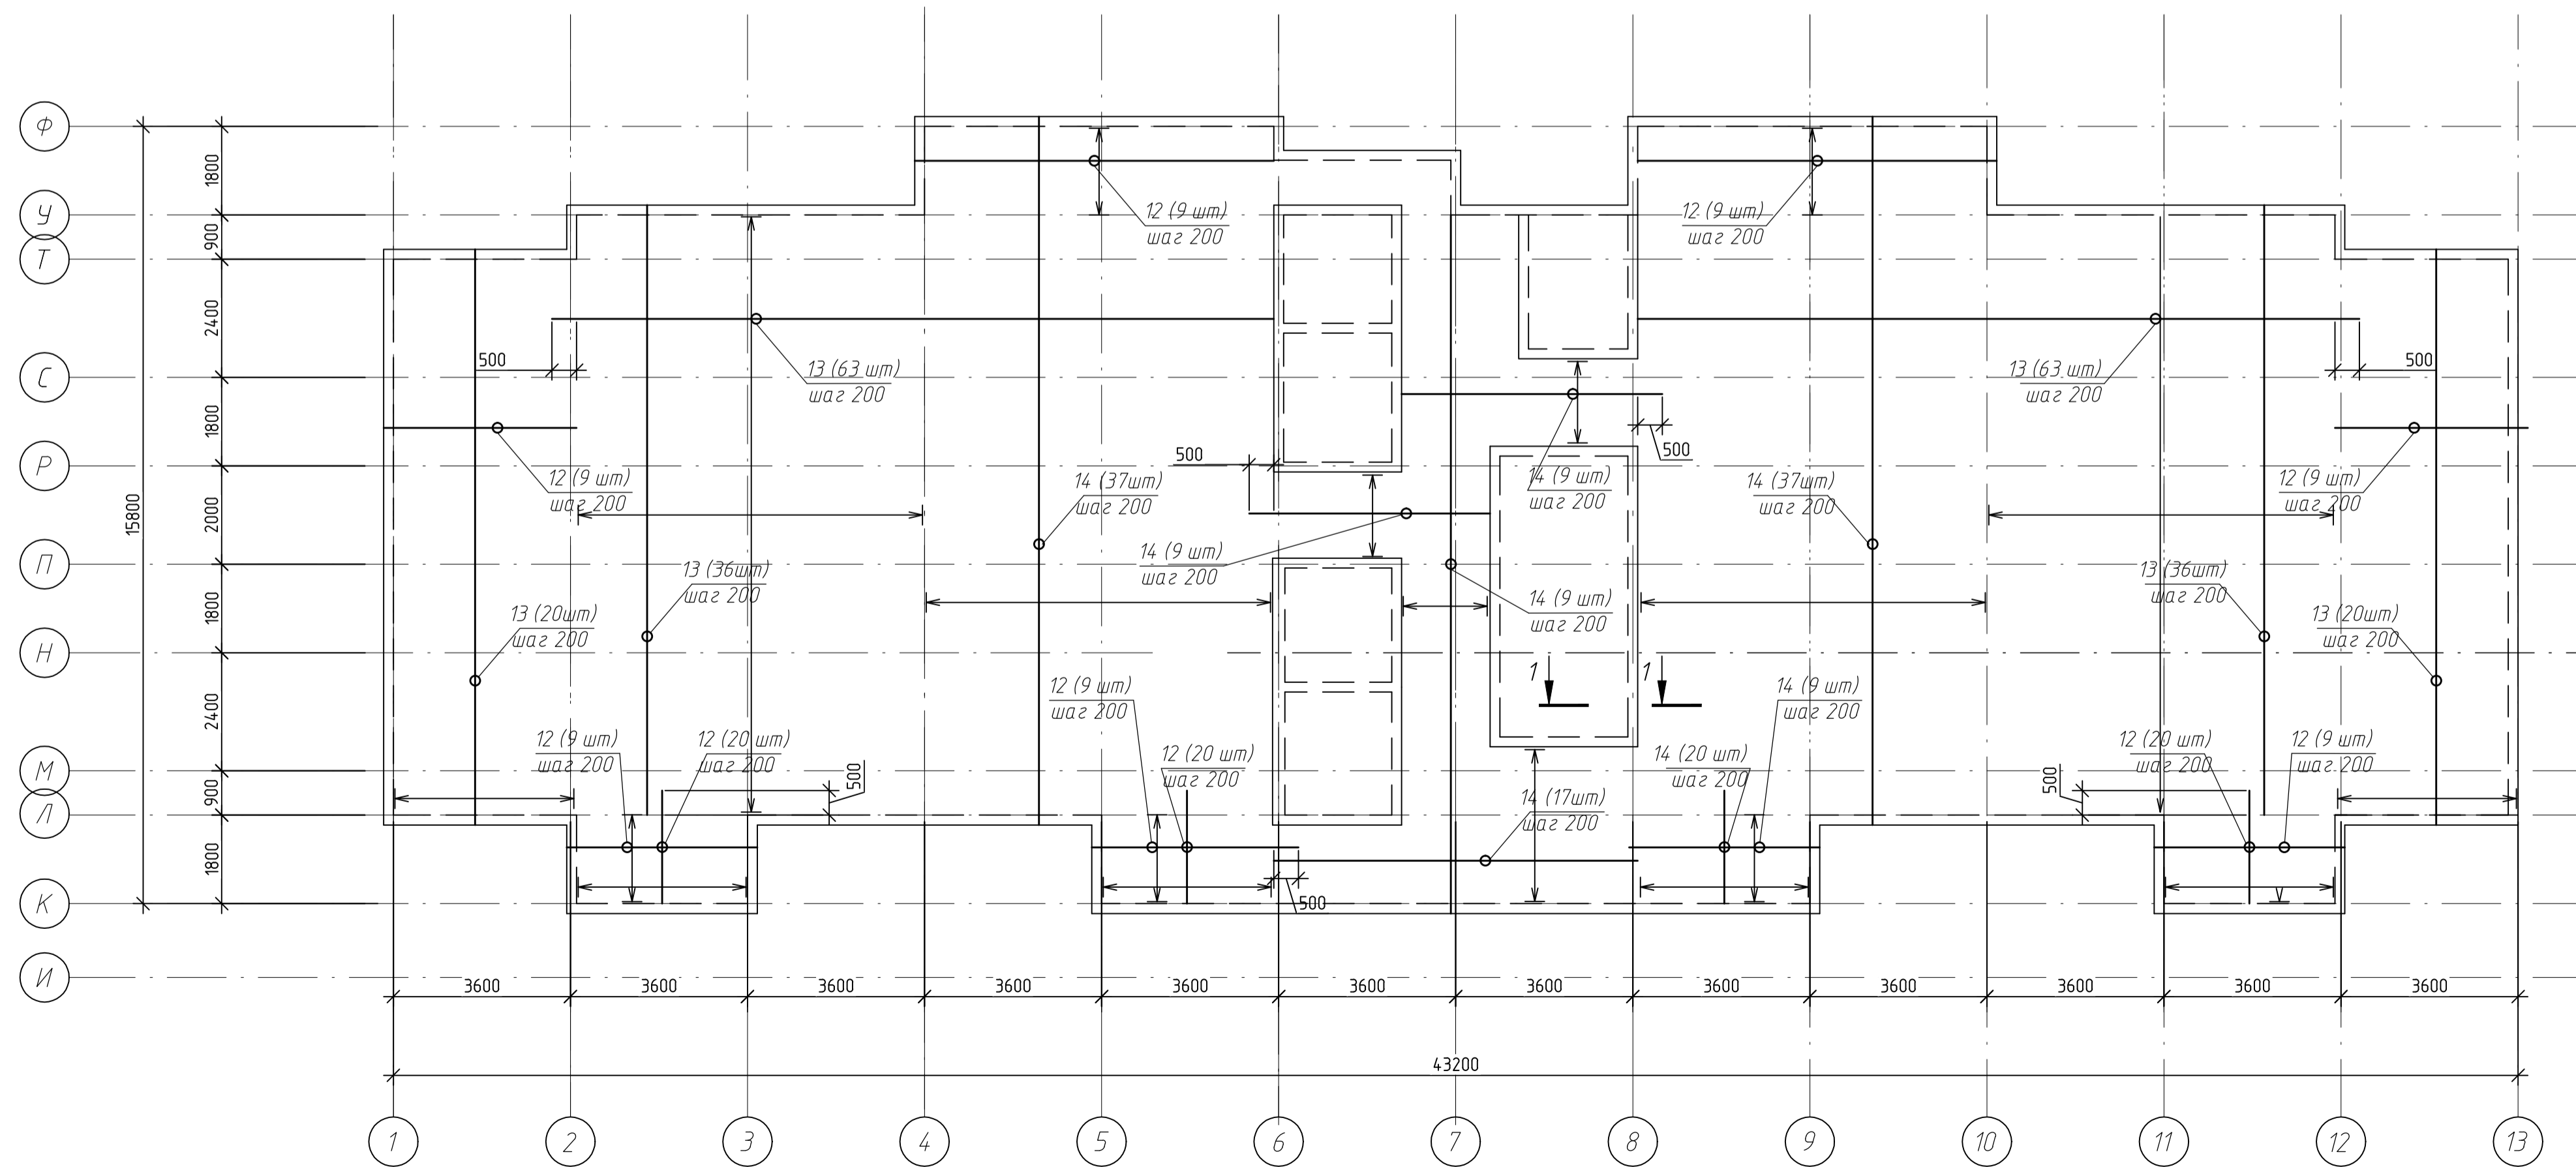 Ф
1800
12 (9 шт)
шаг 200
12 (9 шт)
шаг 200
У
900
Т
2400
500
13 (63 шт)
шаг 200
13 (63 шт)
шаг 200
500
С
1800
500
500
Р
12 (9 шт)
шаг 200
14 (37шт)
шаг 200
14 (9 шт)
шаг 200
14 (37шт)
шаг 200
12 (9 шт)
шаг 200
15800
2000
14 (9 шт)
шаг 200
П
13 (36шт)
шаг 200
13 (36шт)
шаг 200
1800
13 (20шт)
шаг 200
14 (9 шт)
шаг 200
13 (20шт)
шаг 200
Н
1
1
2400
12 (9 шт)
шаг 200
14 (9 шт)
шаг 200
12 (9 шт)
шаг 200
12 (20 шт)
шаг 200
12 (20 шт)
шаг 200
14 (20 шт)
шаг 200
12 (20 шт)
шаг 200
12 (9 шт)
шаг 200
М
500
500
900
14 (17шт)
шаг 200
Л
1800
500
К
И
3600
3600
3600
3600
3600
3600
3600
3600
3600
3600
3600
3600
43200
1
2
3
4
5
6
7
8
9
10
11
12
13